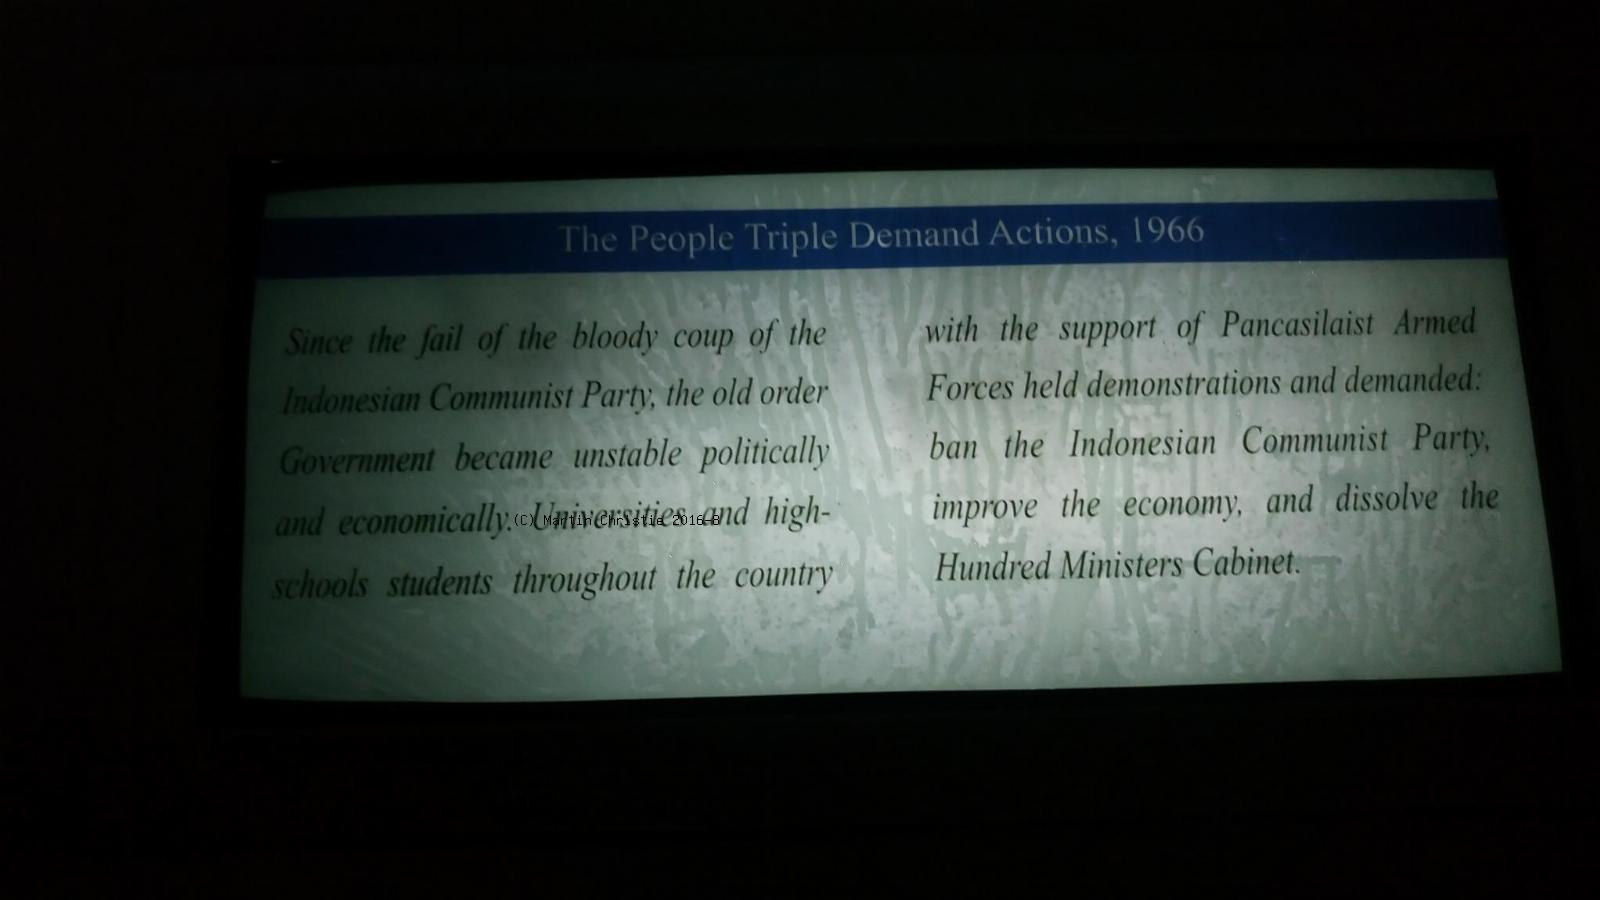 The People Triple Demand Actions, 1966
Since the fail of the bloody coup of the
Indonesian Communist Party, the old order
Government became unstable politically
and economically. Universities and high-
schools students throughout the country
with the support of Pancasilaist Armed
Forces held demonstrations and demanded:
ban the Indonesian Communist Party,
improve the economy, and dissolve the
Hundred Ministers Cabinet.
(C) Martin Christie 2016-8